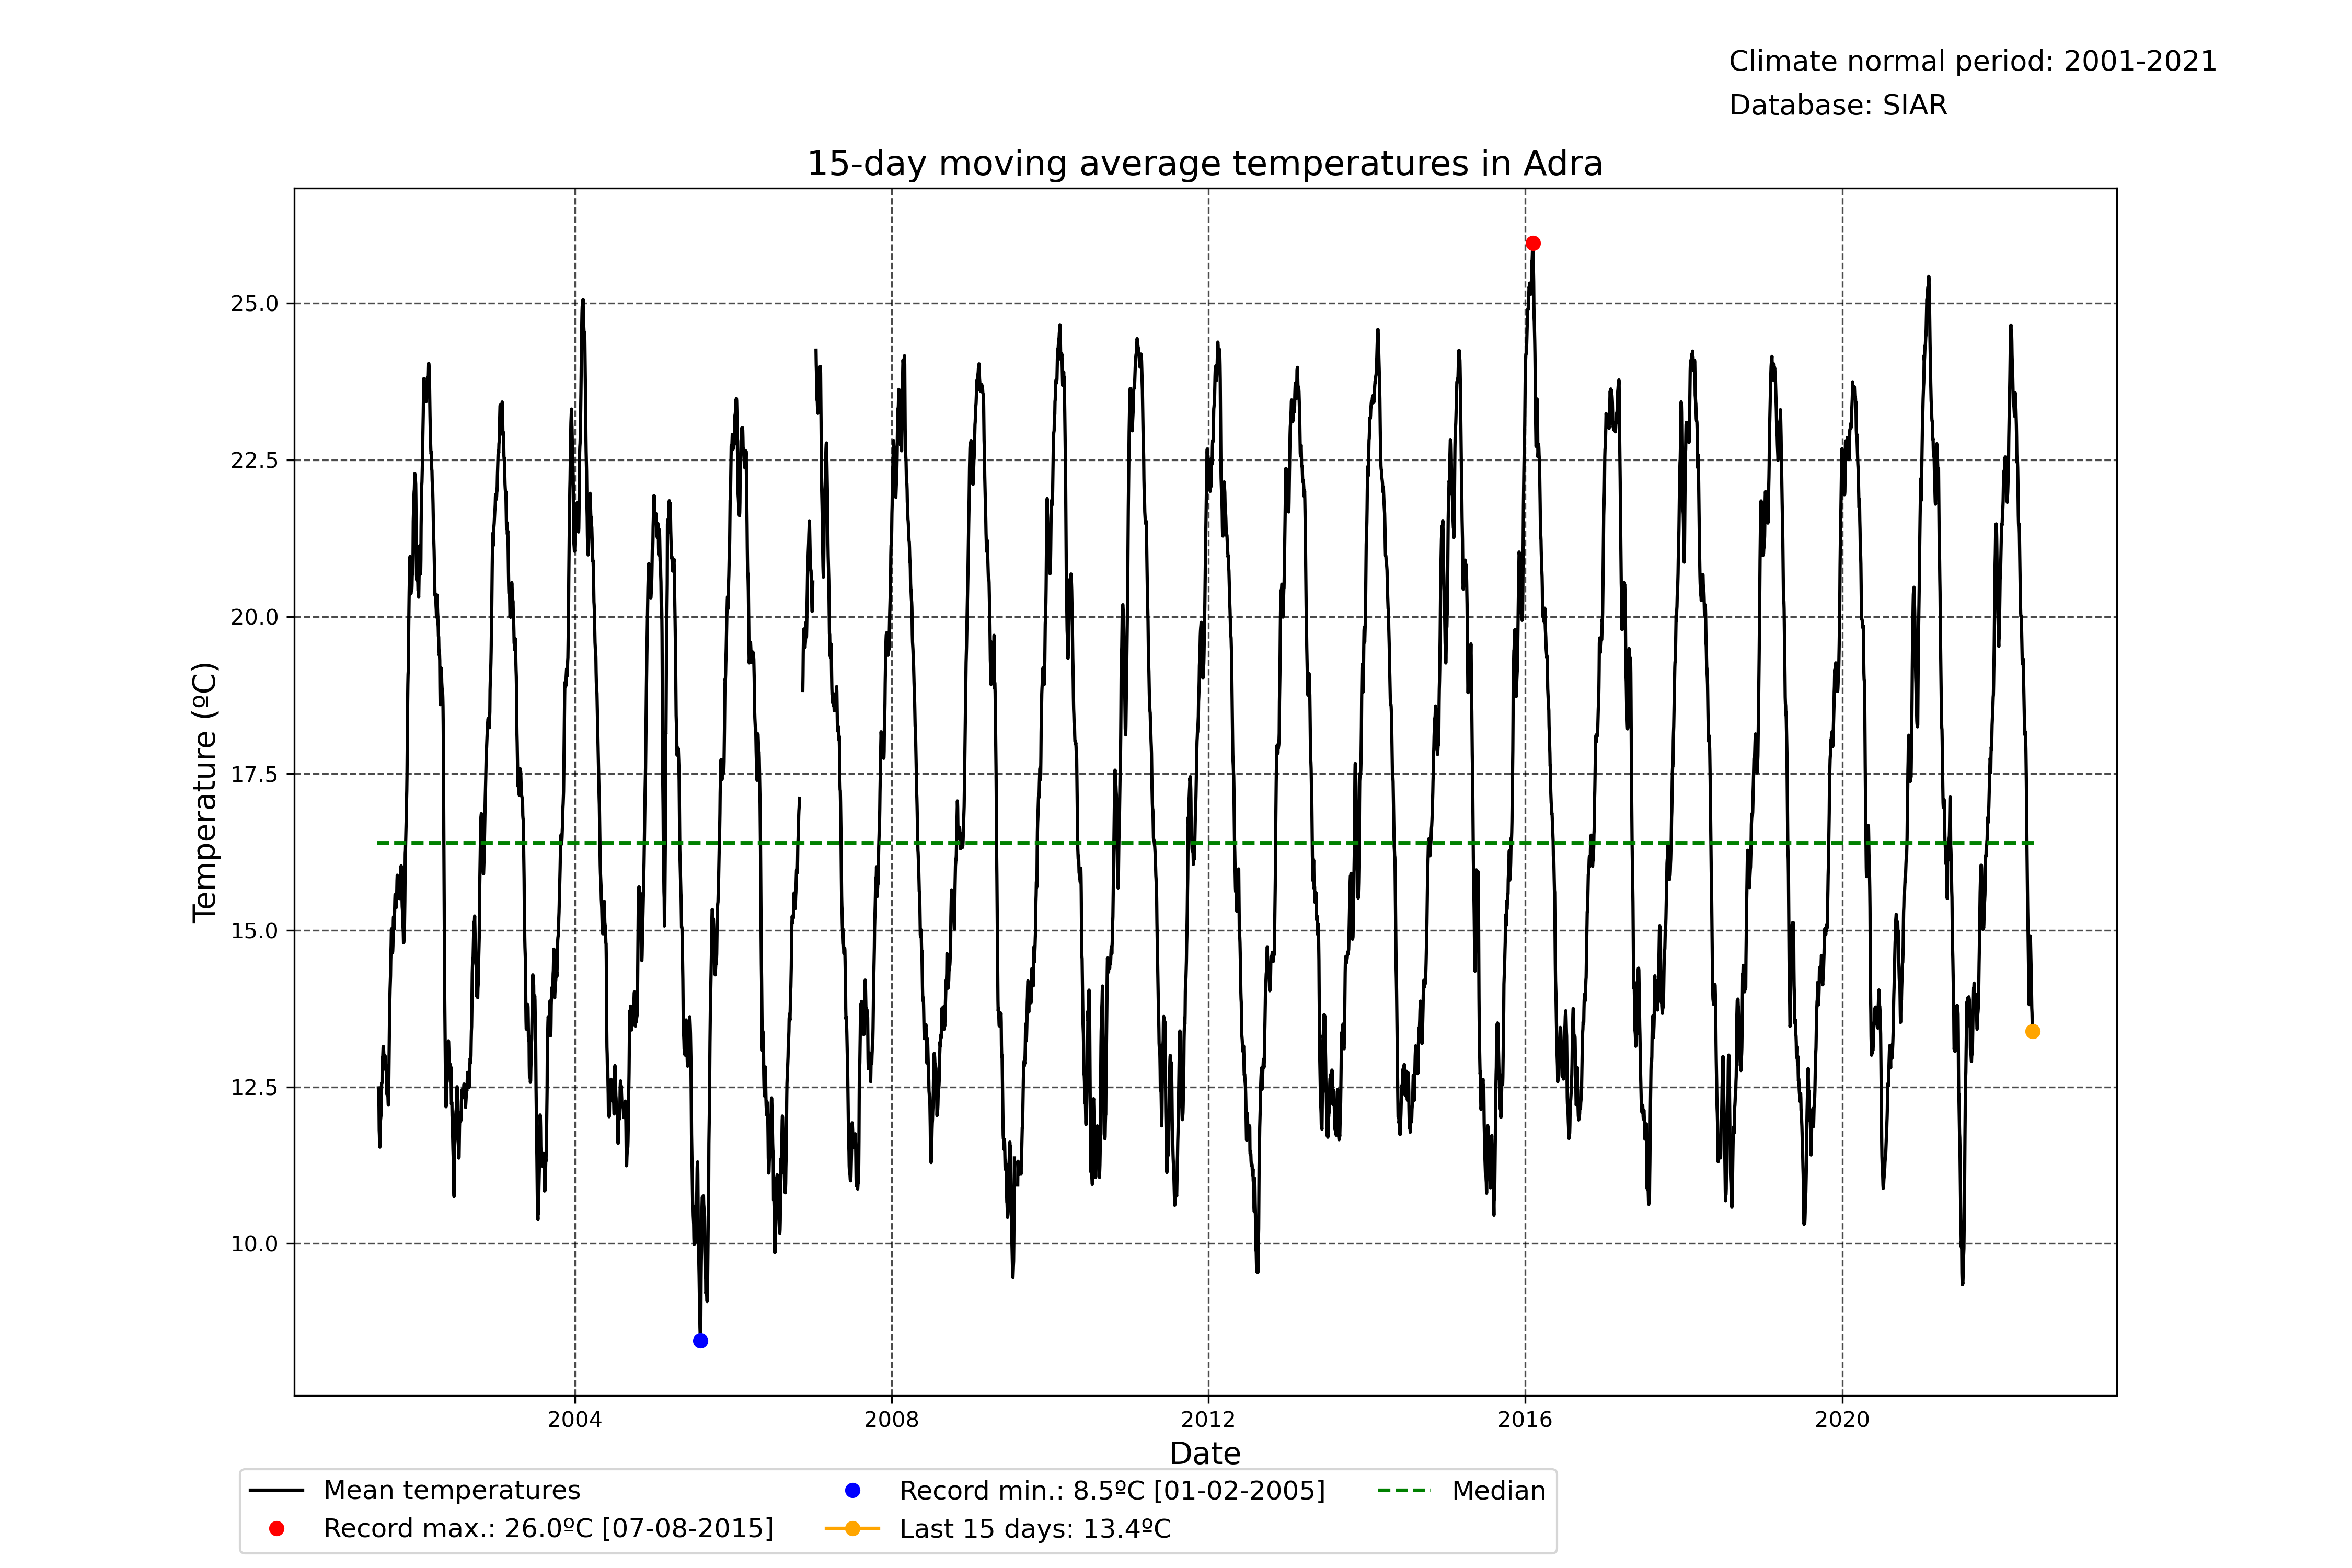 Climate normal period: 2001-2021
Database: SIAR
15-day moving average temperatures in Adra
Temperature (ºC)
25.0
22.5
20.0
17.5
15.0
12.5
10.0
2004 2008 2012 2016 2020
Date
Mean temperatures
Record max.: 26.0ºC [07-08-2015]
Record min.: 8.5ºC [01-02-2005]
Last 15 days: 13.4ºC
Median